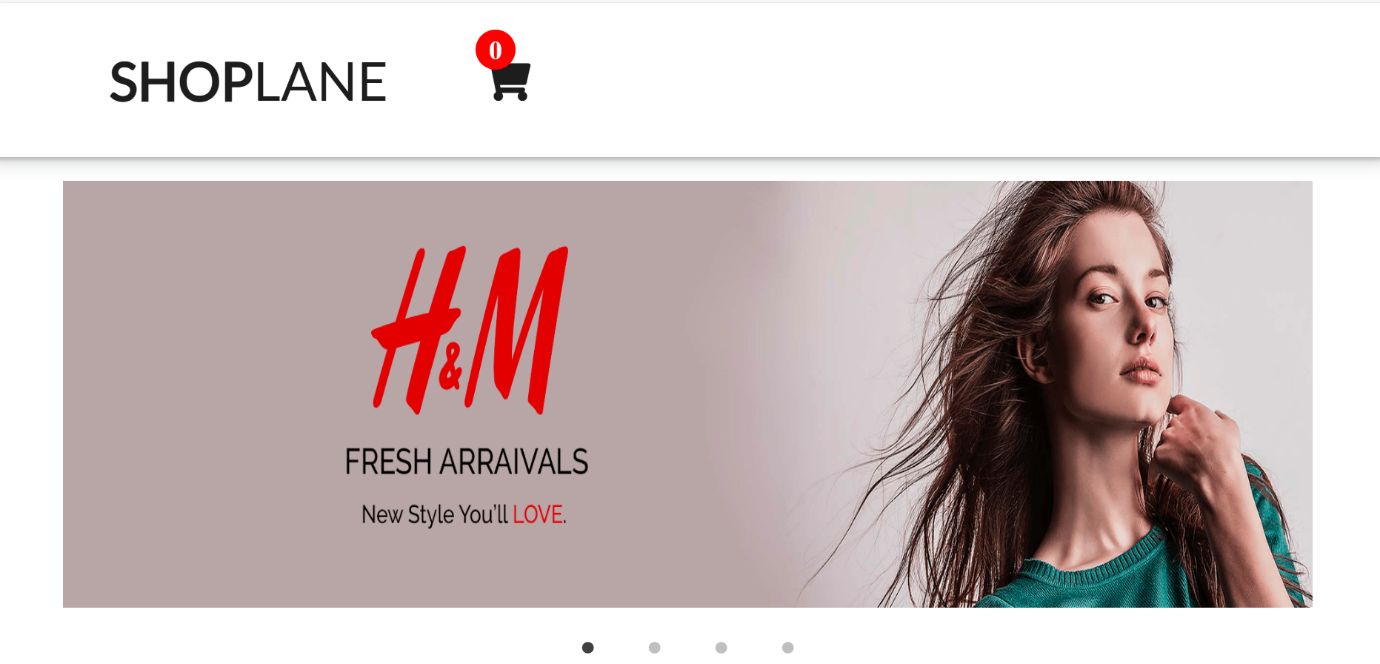 SHOPLANE
0
H&M
FRESH ARRAIVALS
New Style You'll LOVE.